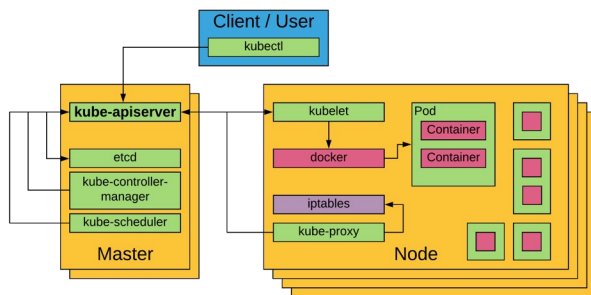 Client / User
kubectl
kube-apiserver
etcd
kube-controller-
manager
kube-scheduler
Master
kubelet
docker
iptables
kube-proxy
Pod
Container
Container
Node